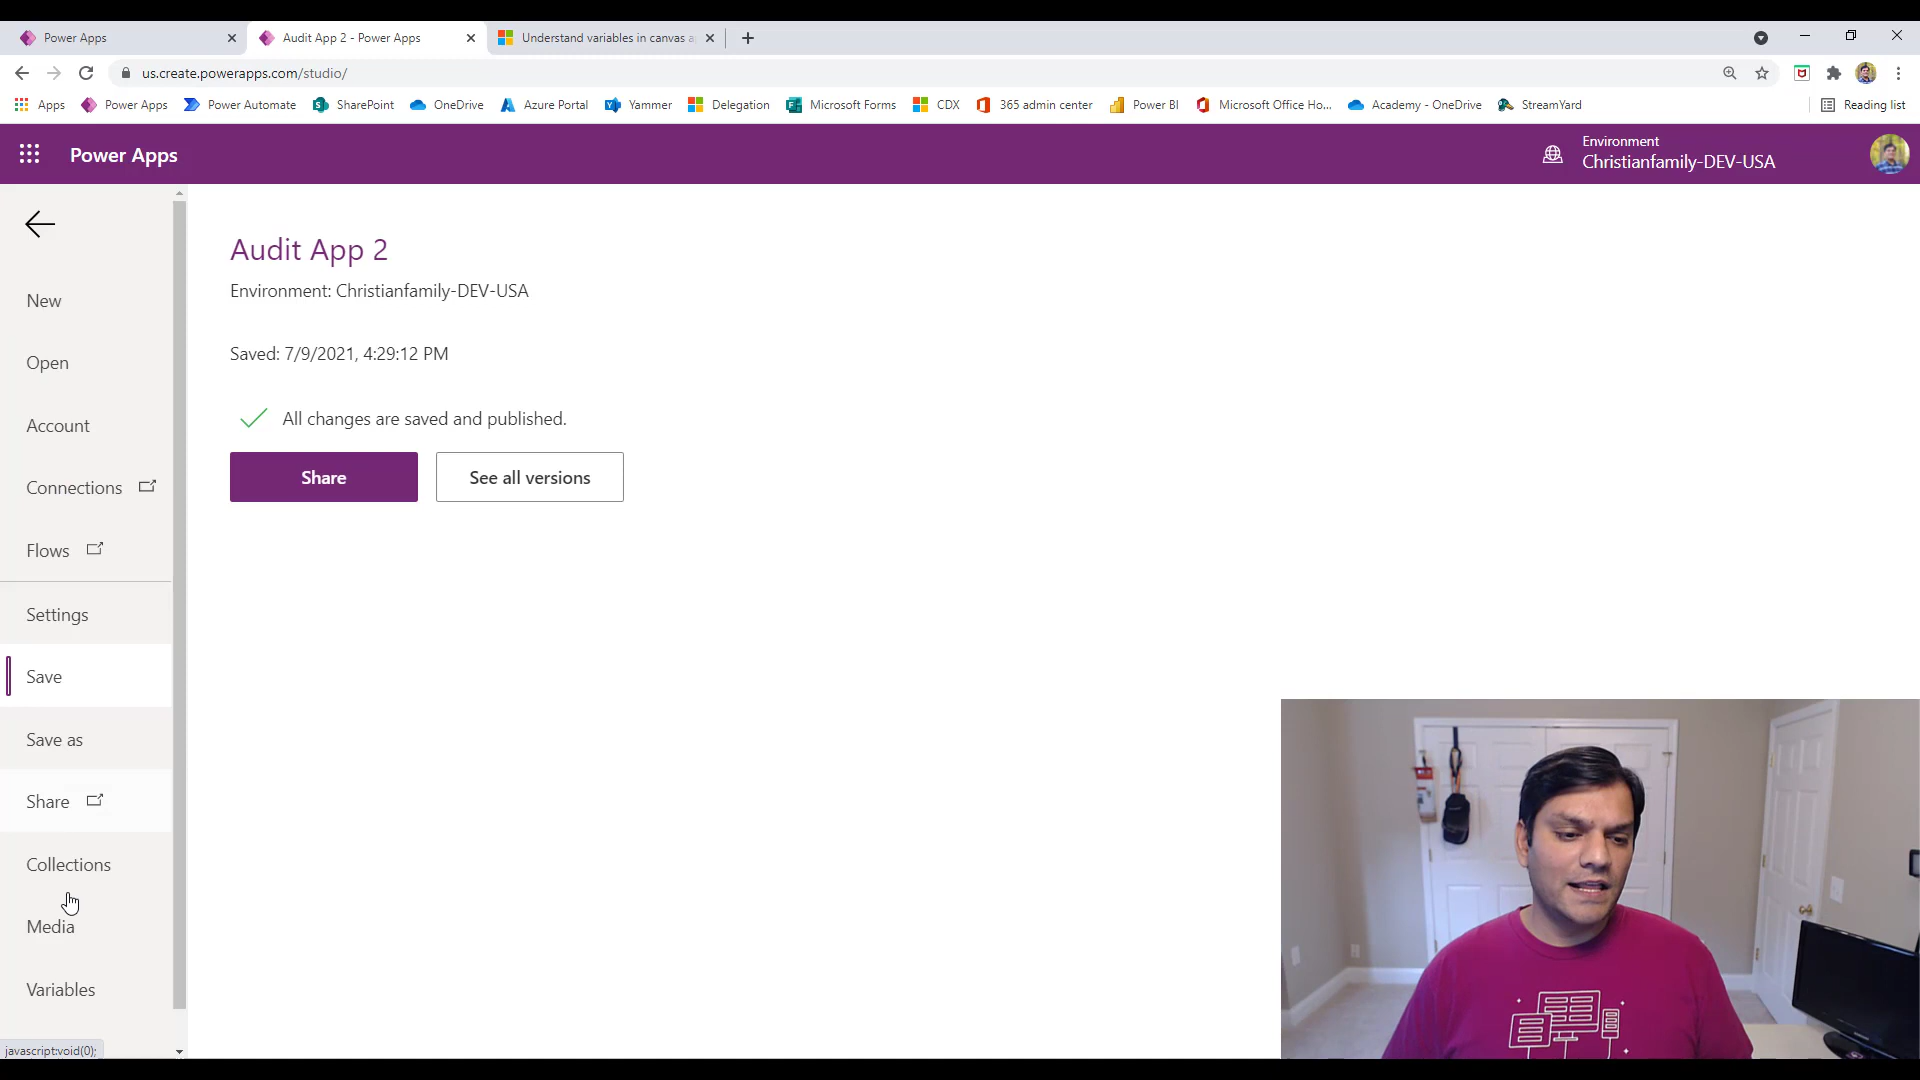 Power Apps
Audit App 2 - Power Apps
Understand variables in canvas a
us.create.powerapps.com/studio/
Apps
Power Apps
Power Automate
SharePoint
OneDrive
Azure Portal
Yammer
Delegation
Microsoft Forms
CDX
365 admin center
Power BI
Microsoft Office Ho...
Academy - OneDrive
StreamYard
Reading list
Power Apps
Environment
Christianfamily-DEV-USA
New
Open
Account
Connections
Flows
Settings
Save
Save as
Share
Collections
Media
Variables
javascript:void(0);
Audit App 2
Environment: Christianfamily-DEV-USA
Saved: 7/9/2021, 4:29:12 PM
All changes are saved and published.
Share
See all versions